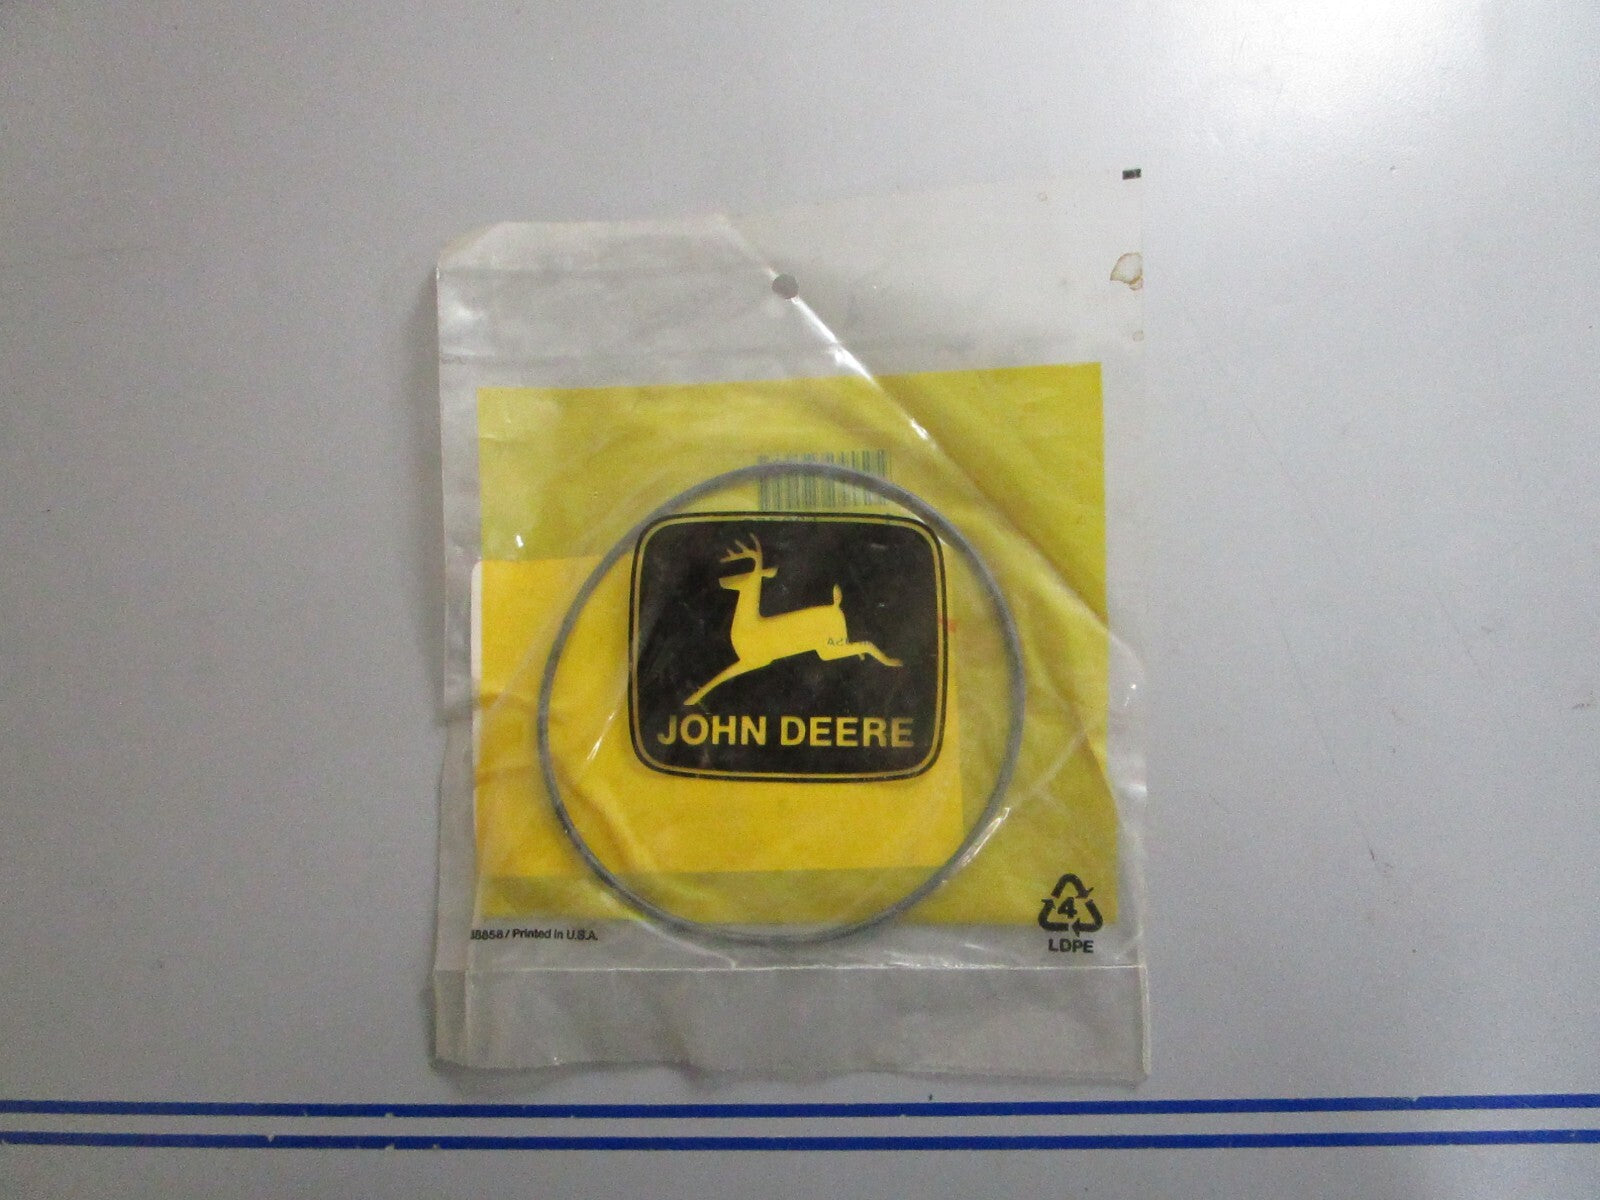 JOHN DEERE
Printed in U.S.A.
4
LDPE